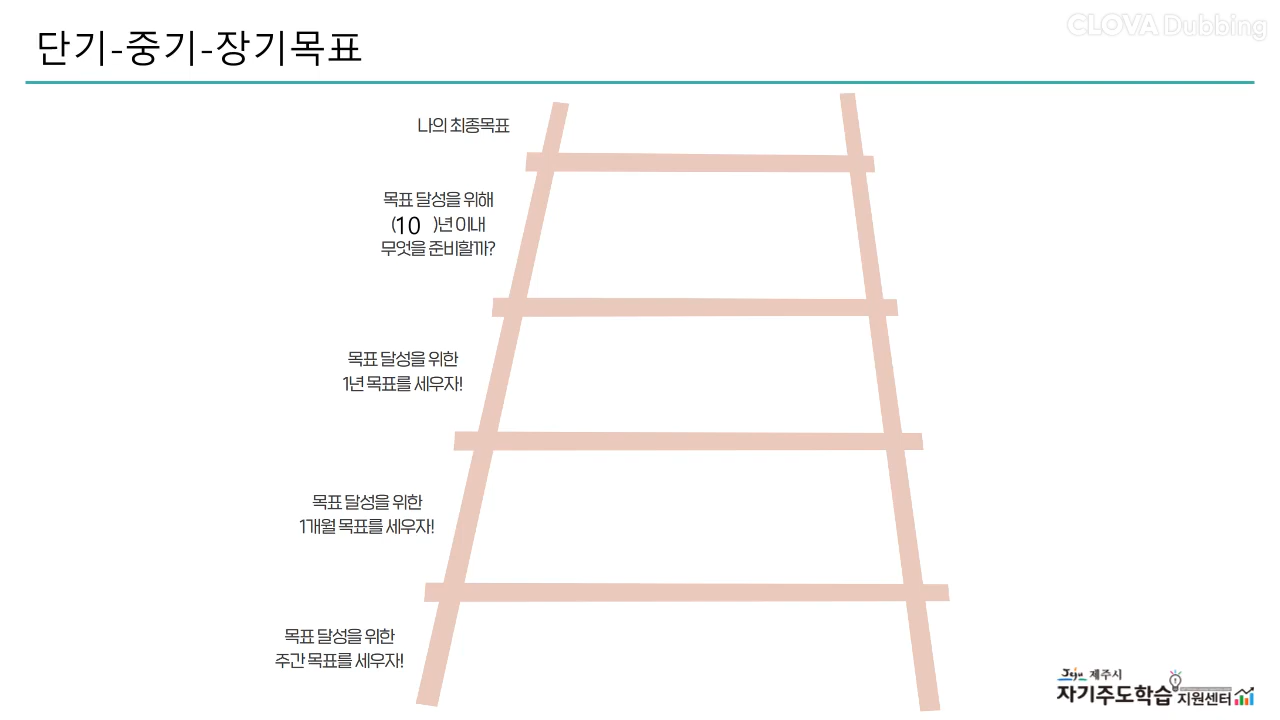 단기-중기-장기목표
CLOVA Dubbing
나의 최종목표
목표 달성을 위해
(10 )년 이내
무엇을 준비할까?
목표 달성을 위한
1년 목표를 세우자!
목표 달성을 위한
1개월 목표를 세우자!
목표 달성을 위한
주간 목표를 세우자!
Jeju 제주시
자기주도학습 지원센터